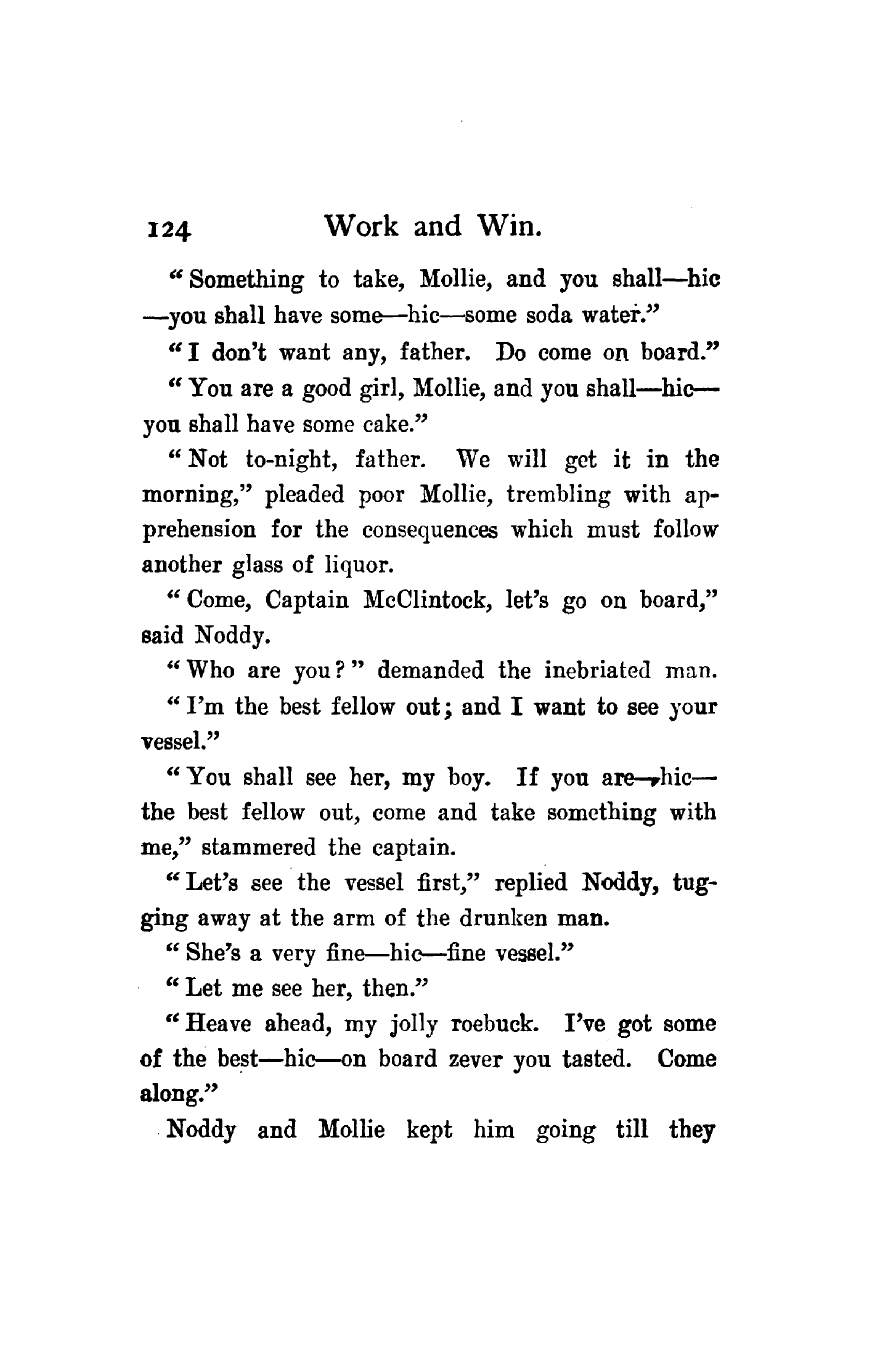 124 Work and Win.
“Something to take, Mollie, and you shall—hic
—you shall have some—hic—some soda water.”
“I don’t want any, father. Do come on board.”
“You are a good girl, Mollie, and you shall—hic—
you shall have some cake.”
“Not to-night, father. We will get it in the
morning,” pleaded poor Mollie, trembling with ap-
prehension for the consequences which must follow
another glass of liquor.
“Come, Captain McClintock, let’s go on board,”
said Noddy.
“Who are you?” demanded the inebriated man.
“I’m the best fellow out; and I want to see your
vessel.”
“You shall see her, my boy. If you are—hic—
the best fellow out, come and take something with
me,” stammered the captain.
“Let’s see the vessel first,” replied Noddy, tug-
ging away at the arm of the drunken man.
“She’s a very fine—hic—fine vessel.”
“Let me see her, then.”
“Heave ahead, my jolly roebuck. I’ve got some
of the best—hic—on board zever you tasted. Come
along.”
Noddy and Mollie kept him going till they